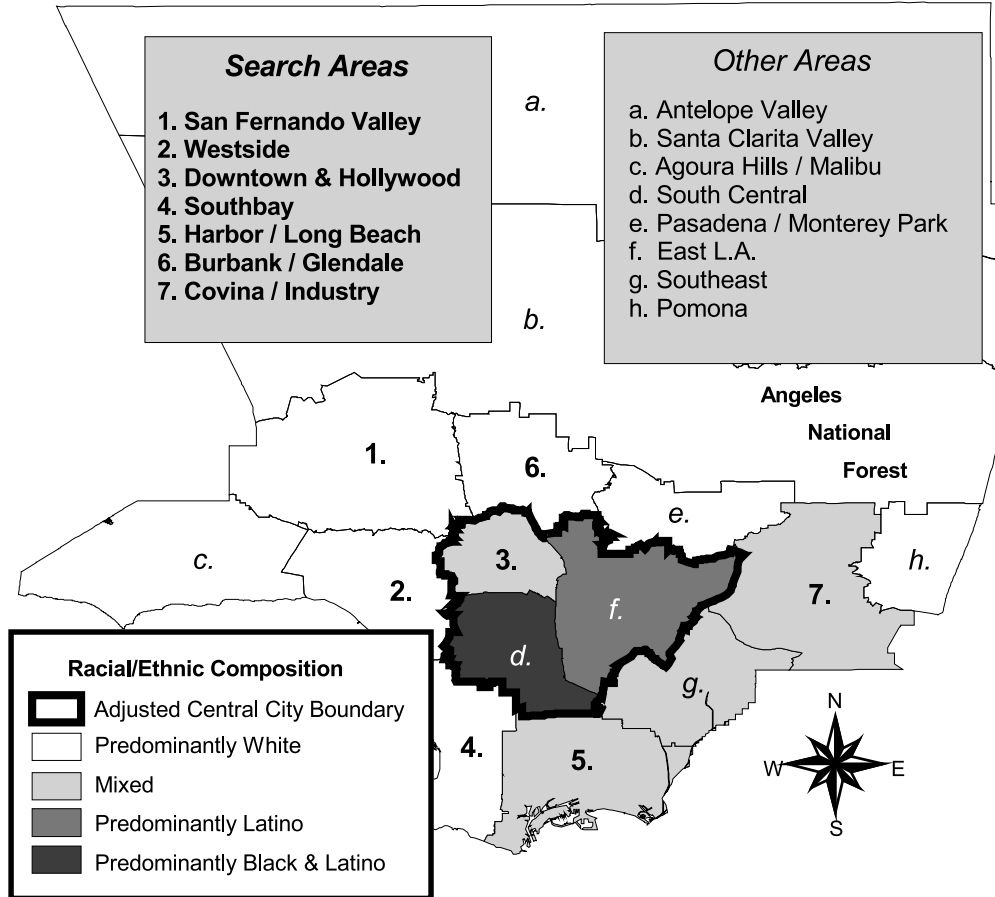 Search Areas
1. San Fernando Valley
2. Westside
3. Downtown & Hollywood
4. Southbay
5. Harbor / Long Beach
6. Burbank / Glendale
7. Covina / Industry
Other Areas
a. Antelope Valley
b. Santa Clarita Valley
c. Agoura Hills / Malibu
d. South Central
e. Pasadena / Monterey Park
f. East L.A.
g. Southeast
h. Pomona
a.
b.
Angeles
National
Forest
1.
6.
e.
c.
2.
3.
f.
7.
h.
d.
g.
4.
5.
Racial/Ethnic Composition
Adjusted Central City Boundary
Predominantly White
Mixed
Predominantly Latino
Predominantly Black & Latino
N
W
E
S